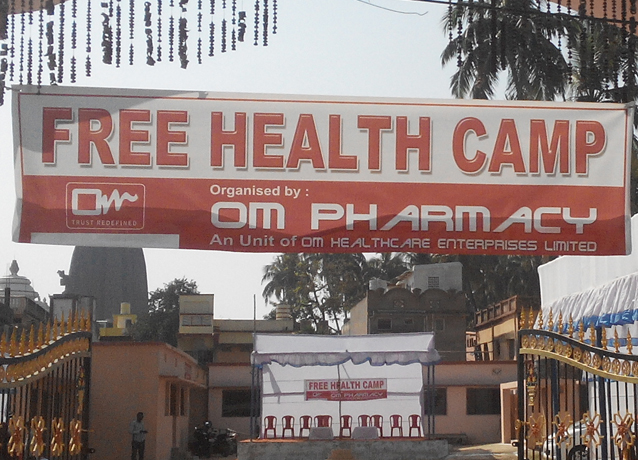 FREE HEALTH CAMP
Organised by :
OM
TRUST REDEFINED
OM PHARMACY
An Unit of OM HEALTHCARE ENTERPRISES LIMITED
FREE HEALTH CAMP
OM PHARMACY